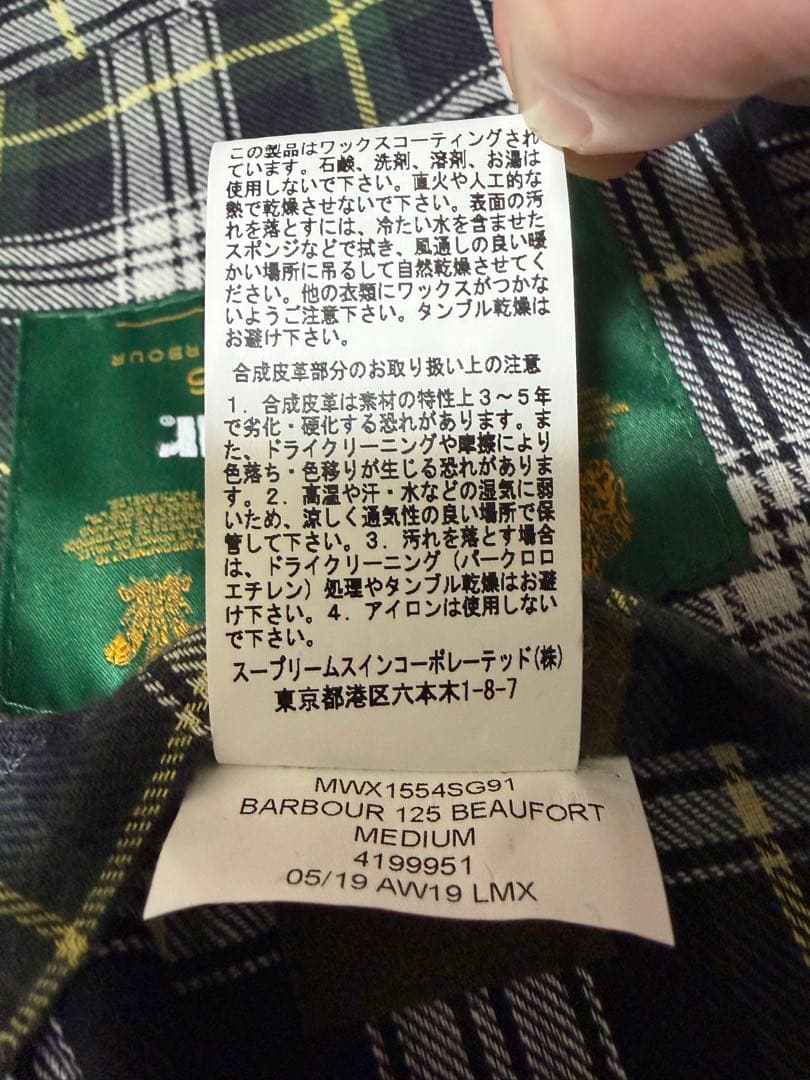 この製品はワックスコーティングされ
ています。石鹸、洗剤、溶剤、お湯は
使用しないで下さい。直火や人工的な
熱で乾燥させないで下さい。表面の汚
れを落とすには、冷たい水を含ませた
スポンジなどで拭き、風通しの良い暖
かい場所に吊るして自然乾燥させてく
ださい。他の衣類にワックスがつかな
いようご注意下さい。タンブル乾燥は
お避け下さい。
合成皮革部分のお取り扱い上の注意
1. 合成皮革は素材の特性上3~5年
で劣化・硬化する恐れがあります。ま
た、ドライクリーニングや摩擦により
色落ち・色移りが生じる恐れがありま
す。2. 高温や汗・水などの湿気に弱
いため、涼しく通気性の良い場所で保
管して下さい。3. 汚れを落とす場合
は、ドライクリーニング(パークロロ
エチレン)処理やタンブル乾燥はお避
け下さい。4. アイロンは使用しない
で下さい。
スープリームスインコーポレーテッド(株)
東京都港区六本木1-8-7
MWX1554SG91
BARBOUR 125 BEAUFORT
MEDIUM
4199951
05/19 AW19 LMX